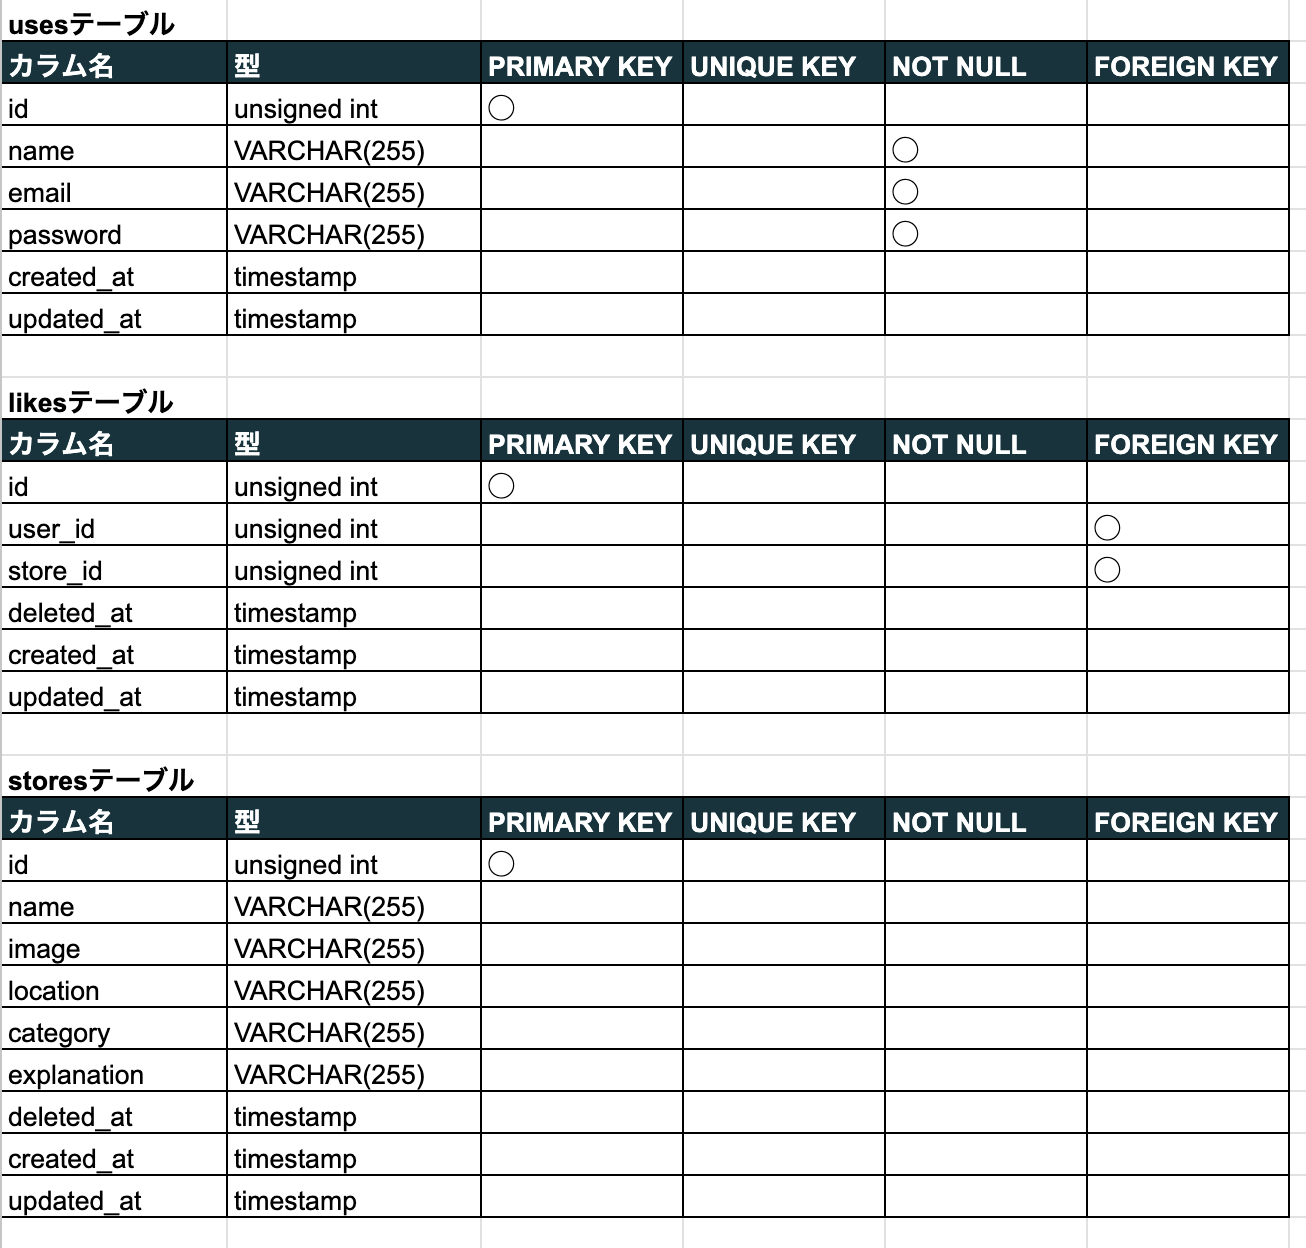 usesテーブル
カラム名 型 PRIMARY KEY UNIQUE KEY NOT NULL FOREIGN KEY
id unsigned int ◯
name VARCHAR(255) ◯
email VARCHAR(255) ◯
password VARCHAR(255) ◯
created_at timestamp
updated_at timestamp
likesテーブル
カラム名 型 PRIMARY KEY UNIQUE KEY NOT NULL FOREIGN KEY
id unsigned int ◯
user_id unsigned int ◯
store_id unsigned int ◯
deleted_at timestamp
created_at timestamp
updated_at timestamp
storesテーブル
カラム名 型 PRIMARY KEY UNIQUE KEY NOT NULL FOREIGN KEY
id unsigned int ◯
name VARCHAR(255)
image VARCHAR(255)
location VARCHAR(255)
category VARCHAR(255)
explanation VARCHAR(255)
deleted_at timestamp
created_at timestamp
updated_at timestamp